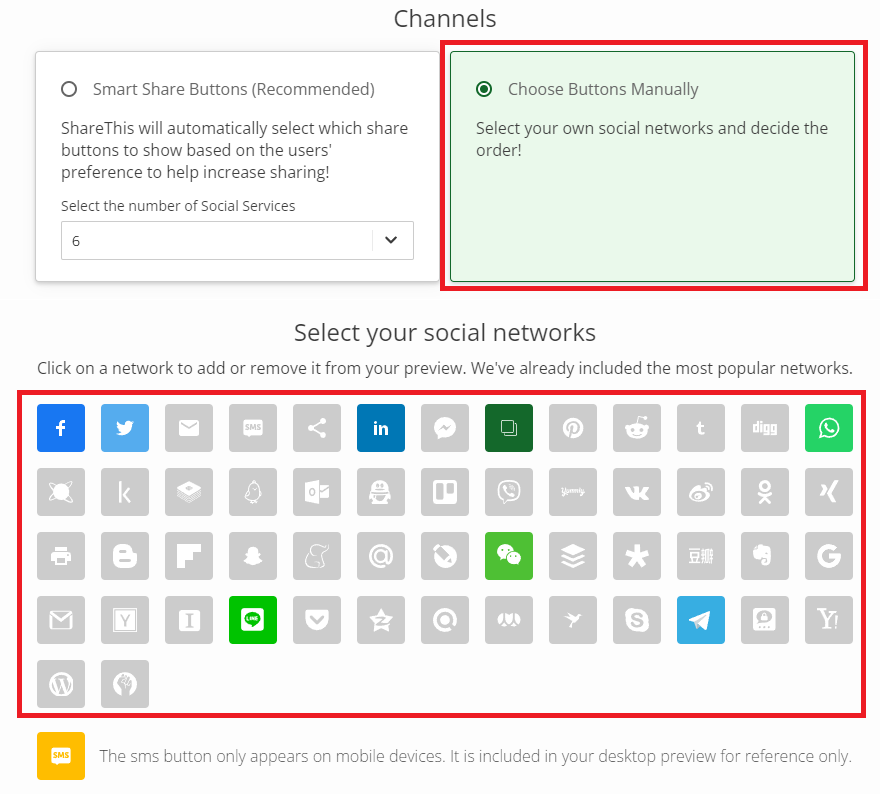 Channels
Smart Share Buttons (Recommended)
ShareThis will automatically select which share
buttons to show based on the users'
preference to help increase sharing!
Select the number of Social Services
6
Choose Buttons Manually
Select your own social networks and decide the
order!
Select your social networks
Click on a network to add or remove it from your preview. We've already included the most popular networks.
f SMS in t digg
k O Yummly
豆瓣 G
Y I LINE S Y!
SMS The sms button only appears on mobile devices. It is included in your desktop preview for reference only.